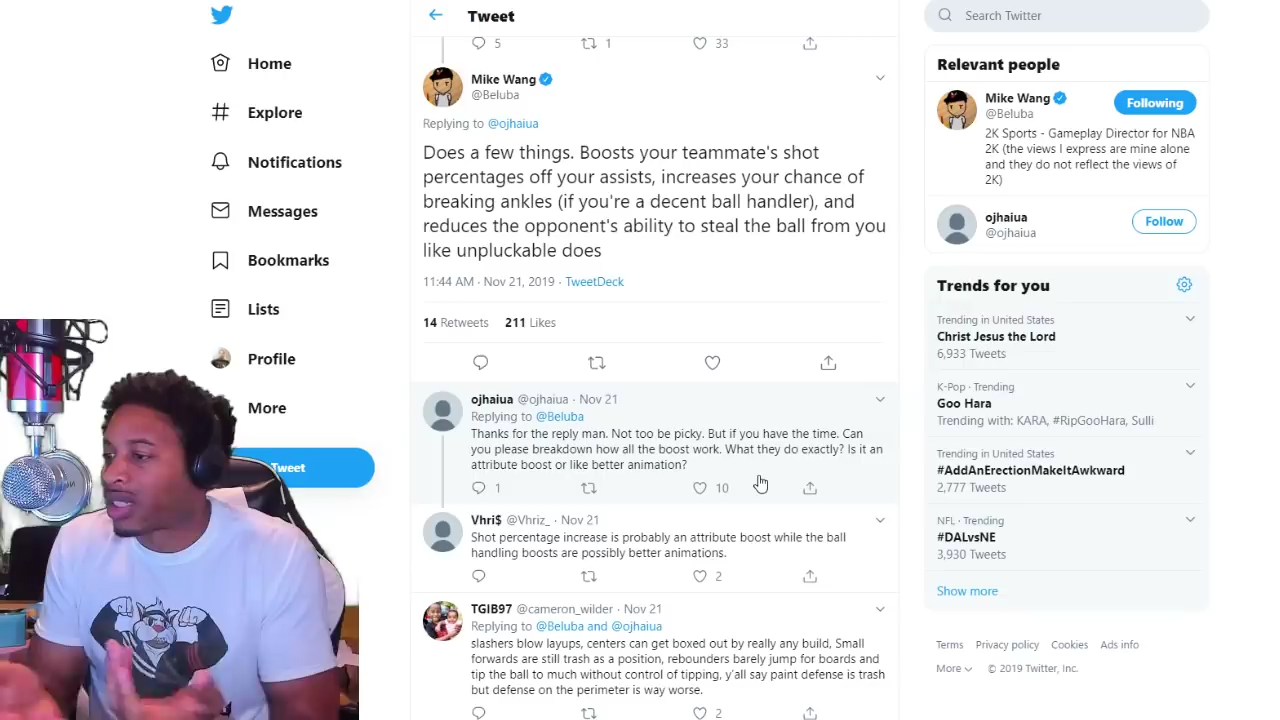 Tweet
5
1
33
Mike Wang
@Beluba
Replying to @ojhaiua
Does a few things. Boosts your teammate's shot
percentages off your assists, increases your chance of
breaking ankles (if you're a decent ball handler), and
reduces the opponent's ability to steal the ball from you
like unpluckable does
11:44 AM · Nov 21, 2019 · TweetDeck
14 Retweets 211 Likes
ojhaiua @ojhaiua · Nov 21
Replying to @Beluba
Thanks for the reply man. Not too be picky. But if you have the time. Can
you please breakdown how all the boost work. What they do exactly? Is it an
attribute boost or like better animation?
1
10
Vhri$ @Vhriz_ · Nov 21
Shot percentage increase is probably an attribute boost while the ball
handling boosts are possibly better animations.
2
TGIB97 @cameron_wilder · Nov 21
Replying to @Beluba and @ojhaiua
slashers blow layups, centers can get boxed out by really any build, Small
forwards are still trash as a position, rebounders barely jump for boards and
tip the ball to much without control of tipping, y'all say paint defense is trash
but defense on the perimeter is way worse.
2
Home
Explore
Notifications
Messages
Bookmarks
Lists
Profile
More
Tweet
Search Twitter
Relevant people
Mike Wang
@Beluba
Following
2K Sports - Gameplay Director for NBA
2K (the views I express are mine alone
and they do not reflect the views of
2K)
ojhaiua
@ojhaiua
Follow
Trends for you
Trending in United States
Christ Jesus the Lord
6,933 Tweets
K-Pop · Trending
Goo Hara
Trending with: KARA, #RipGooHara, Sulli
Trending in United States
#AddAnErectionMakeItAwkward
2,777 Tweets
NFL · Trending
#DALvsNE
3,930 Tweets
Show more
Terms Privacy policy Cookies Ads info
More © 2019 Twitter, Inc.